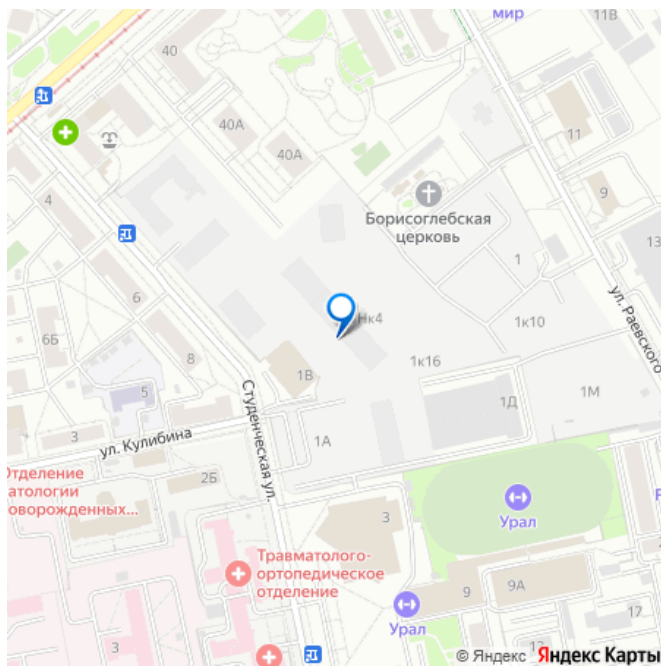 мир
11В
40
40А
40А
11
9
4
Борисоглебская
церковь
13
1
6
Нк4
1к10
ул. Раевского
6Б
8
1к16
1В
5
1Д
1М
Студенческая ул.
3
ул. Кулибина
1А
Отделение
атологии
оворожденных...
2Б
3
Урал
Травматолого-
ортопедическое
отделение
9
9А
Урал
17
3
13
© Яндекс Яндекс Карты